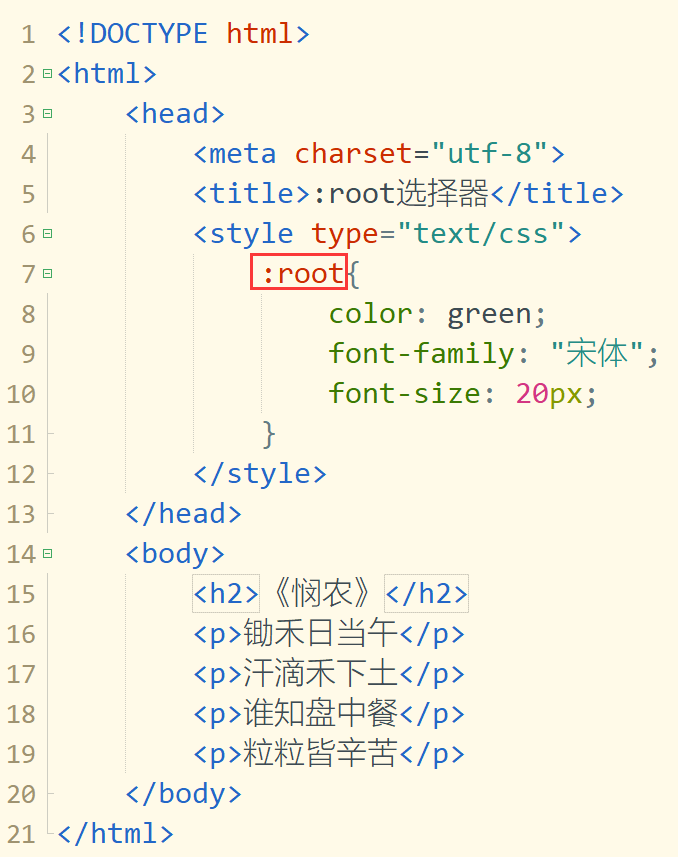 1 <!DOCTYPE html>
2 <html>
3 <head>
4 <meta charset="utf-8">
5 <title>:root选择器</title>
6 <style type="text/css">
7 :root{
8 color: green;
9 font-family: "宋体";
10 font-size: 20px;
11 }
12 </style>
13 </head>
14 <body>
15 <h2>《悯农》</h2>
16 <p>锄禾日当午</p>
17 <p>汗滴禾下土</p>
18 <p>谁知盘中餐</p>
19 <p>粒粒皆辛苦</p>
20 </body>
21 </html>